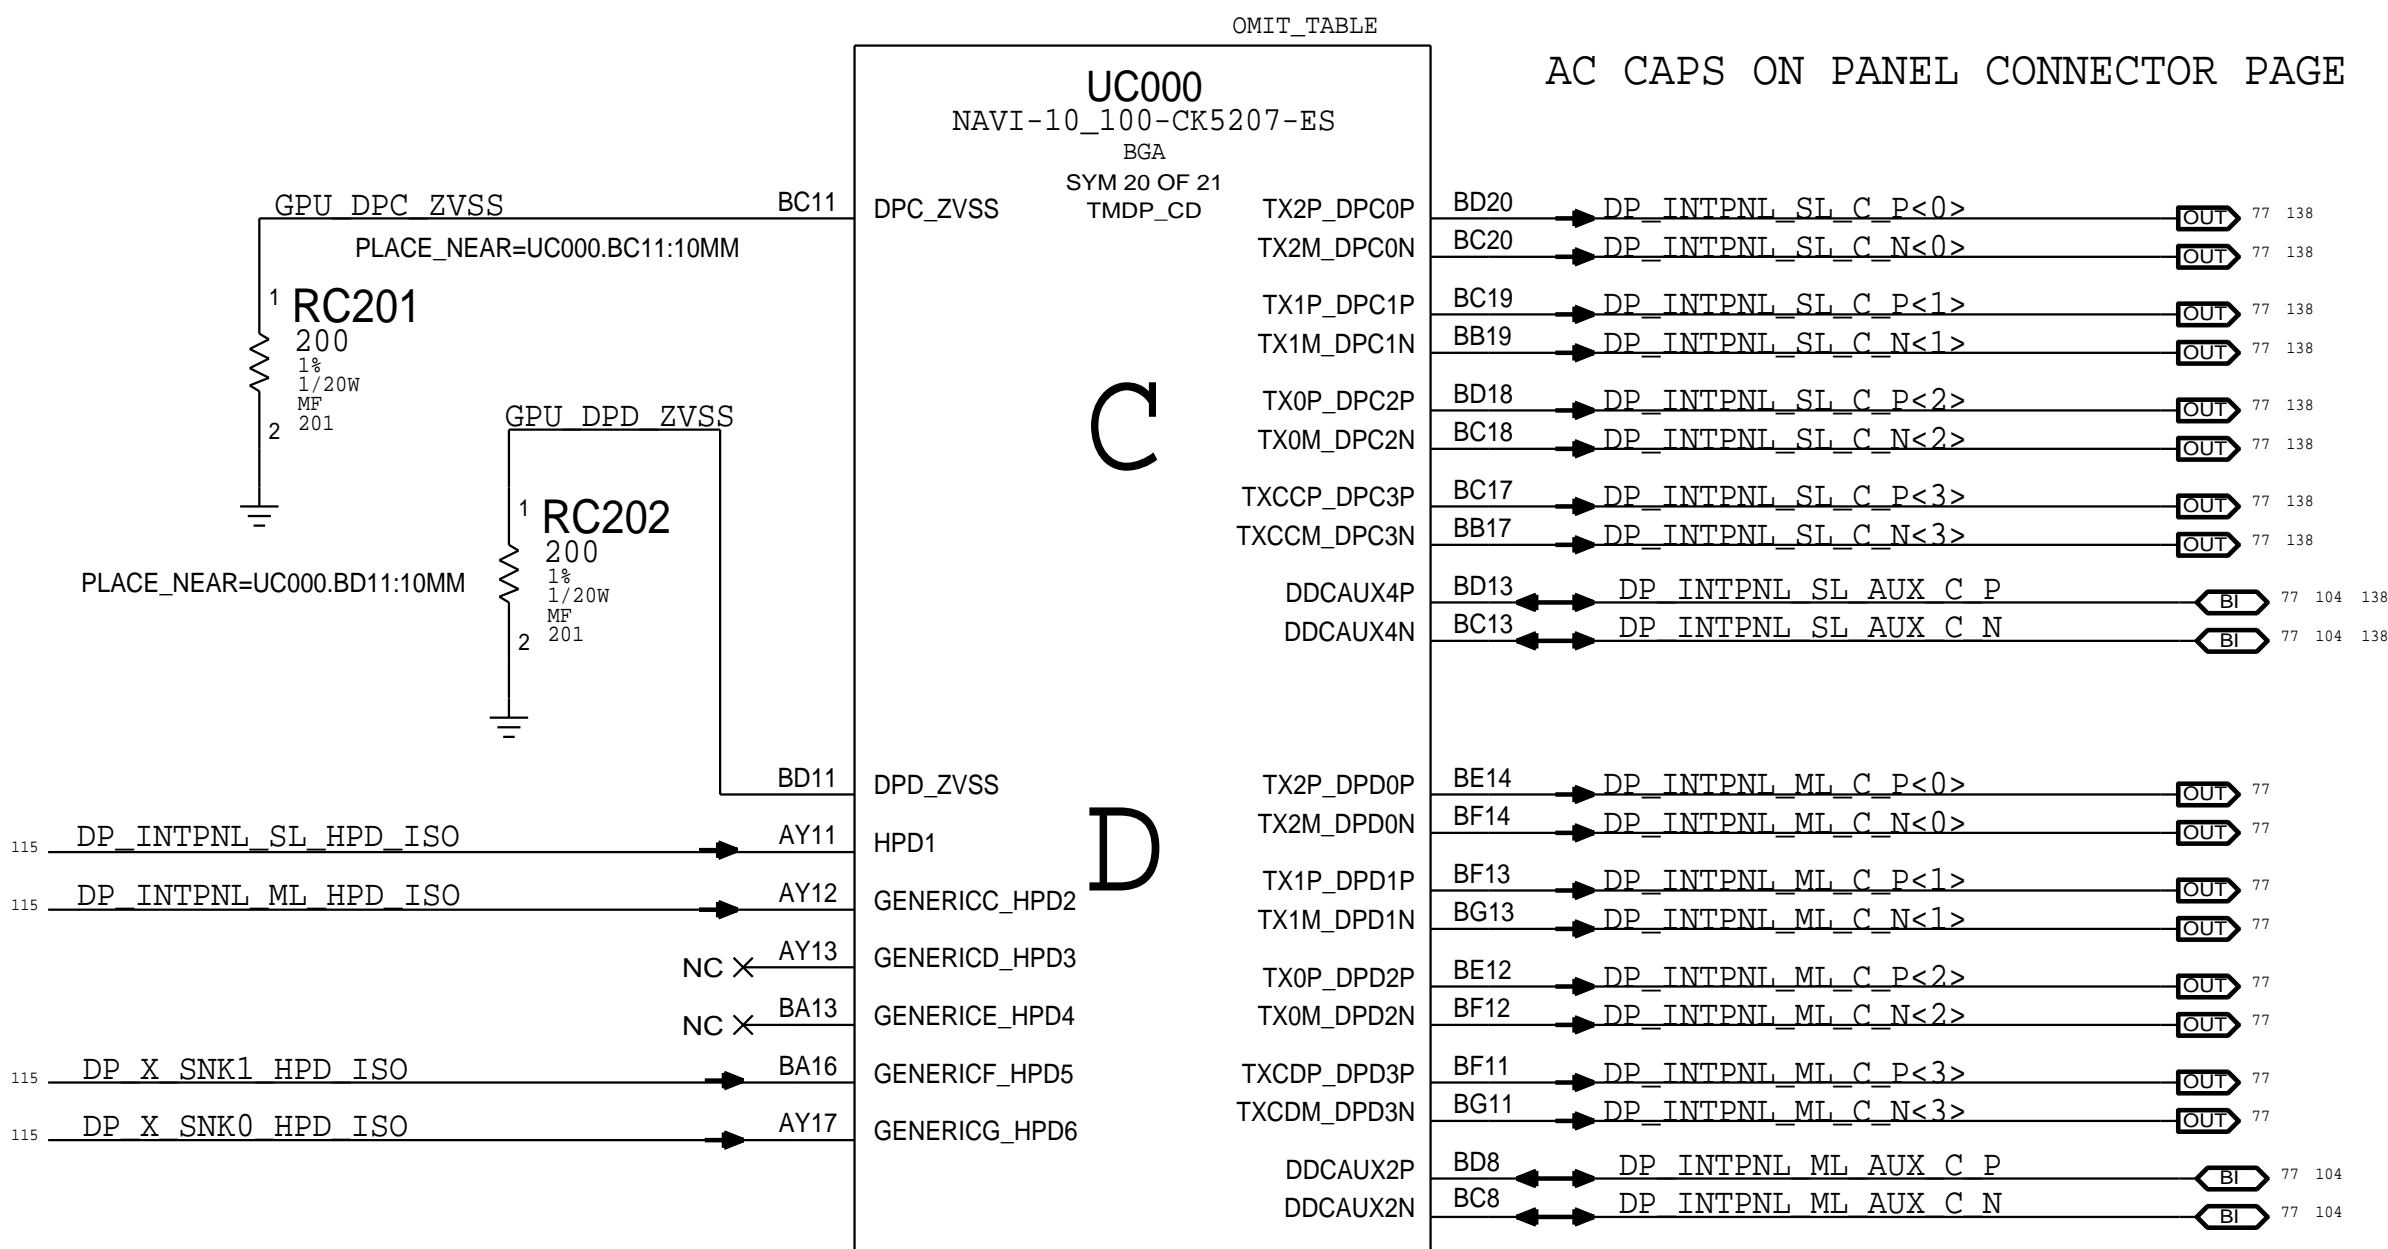 OMIT_TABLE
AC CAPS ON PANEL CONNECTOR PAGE
UC000
NAVI-10_100-CK5207-ES
BGA
SYM 20 OF 21
TMDP_CD
GPU_DPC_ZVSS BC11 DPC_ZVSS
PLACE_NEAR=UC000.BC11:10MM
1 RC201
200
1%
1/20W
MF
201
2
GPU_DPD_ZVSS
1 RC202
200
1%
1/20W
MF
201
2
PLACE_NEAR=UC000.BD11:10MM
BD11 DPD_ZVSS
115 DP_INTPNL_SL_HPD_ISO AY11 HPD1
115 DP_INTPNL_ML_HPD_ISO AY12 GENERICC_HPD2
NC AY13 GENERICD_HPD3
NC BA13 GENERICE_HPD4
115 DP_X_SNK1_HPD_ISO BA16 GENERICF_HPD5
115 DP_X_SNK0_HPD_ISO AY17 GENERICG_HPD6
C
D
TX2P_DPC0P BD20 DP_INTPNL_SL_C_P<0> OUT 77 138
TX2M_DPC0N BC20 DP_INTPNL_SL_C_N<0> OUT 77 138
TX1P_DPC1P BC19 DP_INTPNL_SL_C_P<1> OUT 77 138
TX1M_DPC1N BB19 DP_INTPNL_SL_C_N<1> OUT 77 138
TX0P_DPC2P BD18 DP_INTPNL_SL_C_P<2> OUT 77 138
TX0M_DPC2N BC18 DP_INTPNL_SL_C_N<2> OUT 77 138
TXCCP_DPC3P BC17 DP_INTPNL_SL_C_P<3> OUT 77 138
TXCCM_DPC3N BB17 DP_INTPNL_SL_C_N<3> OUT 77 138
DDCAUX4P BD13 DP_INTPNL_SL_AUX_C_P BI 77 104 138
DDCAUX4N BC13 DP_INTPNL_SL_AUX_C_N BI 77 104 138
TX2P_DPD0P BE14 DP_INTPNL_ML_C_P<0> OUT 77
TX2M_DPD0N BF14 DP_INTPNL_ML_C_N<0> OUT 77
TX1P_DPD1P BF13 DP_INTPNL_ML_C_P<1> OUT 77
TX1M_DPD1N BG13 DP_INTPNL_ML_C_N<1> OUT 77
TX0P_DPD2P BE12 DP_INTPNL_ML_C_P<2> OUT 77
TX0M_DPD2N BF12 DP_INTPNL_ML_C_N<2> OUT 77
TXCDP_DPD3P BF11 DP_INTPNL_ML_C_P<3> OUT 77
TXCDM_DPD3N BG11 DP_INTPNL_ML_C_N<3> OUT 77
DDCAUX2P BD8 DP_INTPNL_ML_AUX_C_P BI 77 104
DDCAUX2N BC8 DP_INTPNL_ML_AUX_C_N BI 77 104